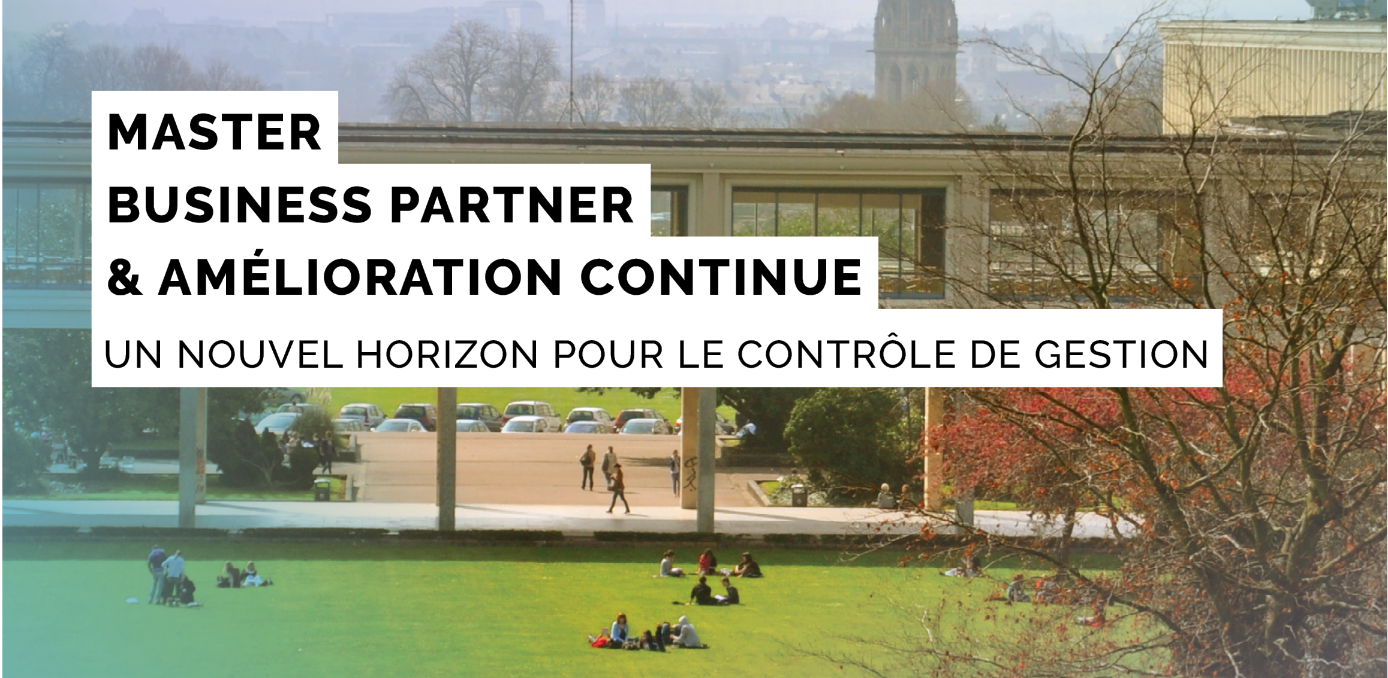 MASTER
BUSINESS PARTNER
& AMÉLIORATION CONTINUE
UN NOUVEL HORIZON POUR LE CONTRÔLE DE GESTION